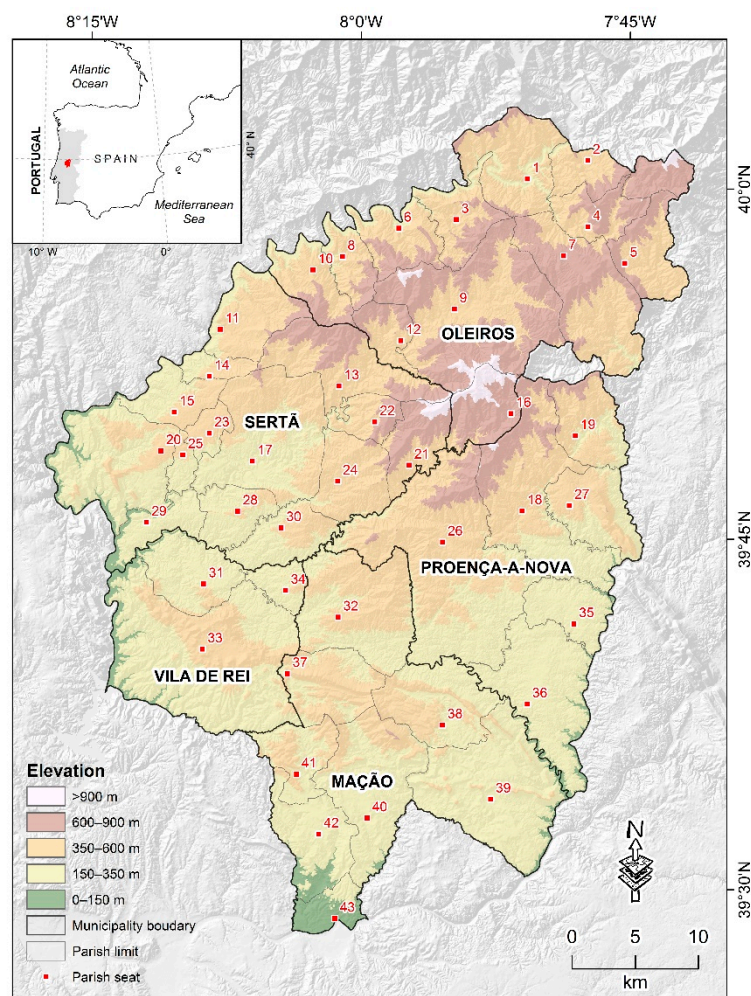 8°15'W
8°0'W
7°45'W
Atlantic
Ocean
PORTUGAL
SPAIN
40° N
Mediterranean
Sea
10° W
0°
40°0'N
39°45'N
39°30'N
2
1
3
4
6
5
7
8
10
9
OLEIROS
11
12
14
13
15
16
22
SERTÃ
23
19
20
25
17
21
24
27
28
18
29
30
26
PROENÇA-A-NOVA
31
34
32
35
33
VILA DE REI
37
36
38
41
MAÇÃO
39
40
42
43
Elevation
>900 m
600–900 m
350–600 m
150–350 m
0–150 m
Municipality boudary
Parish limit
Parish seat
N
0 5 10
km